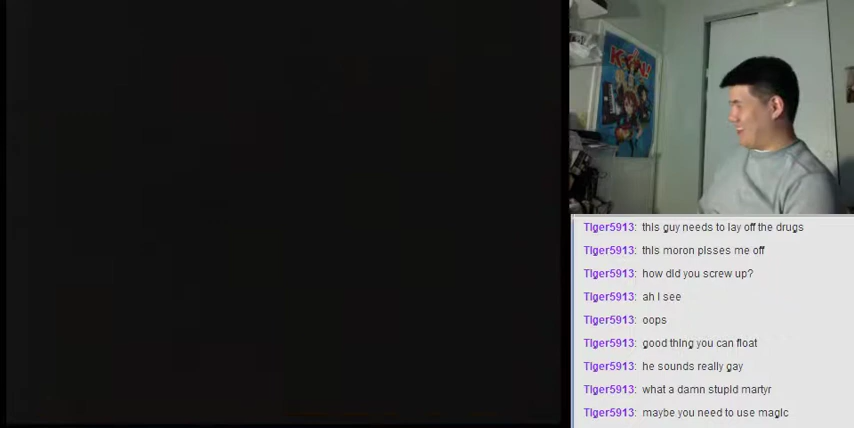 K-ON!
Tiger5913: this guy needs to lay off the drugs
Tiger5913: this moron pisses me off
Tiger5913: how did you screw up?
Tiger5913: ah I see
Tiger5913: oops
Tiger5913: good thing you can float
Tiger5913: he sounds really gay
Tiger5913: what a damn stupid martyr
Tiger5913: maybe you need to use magic